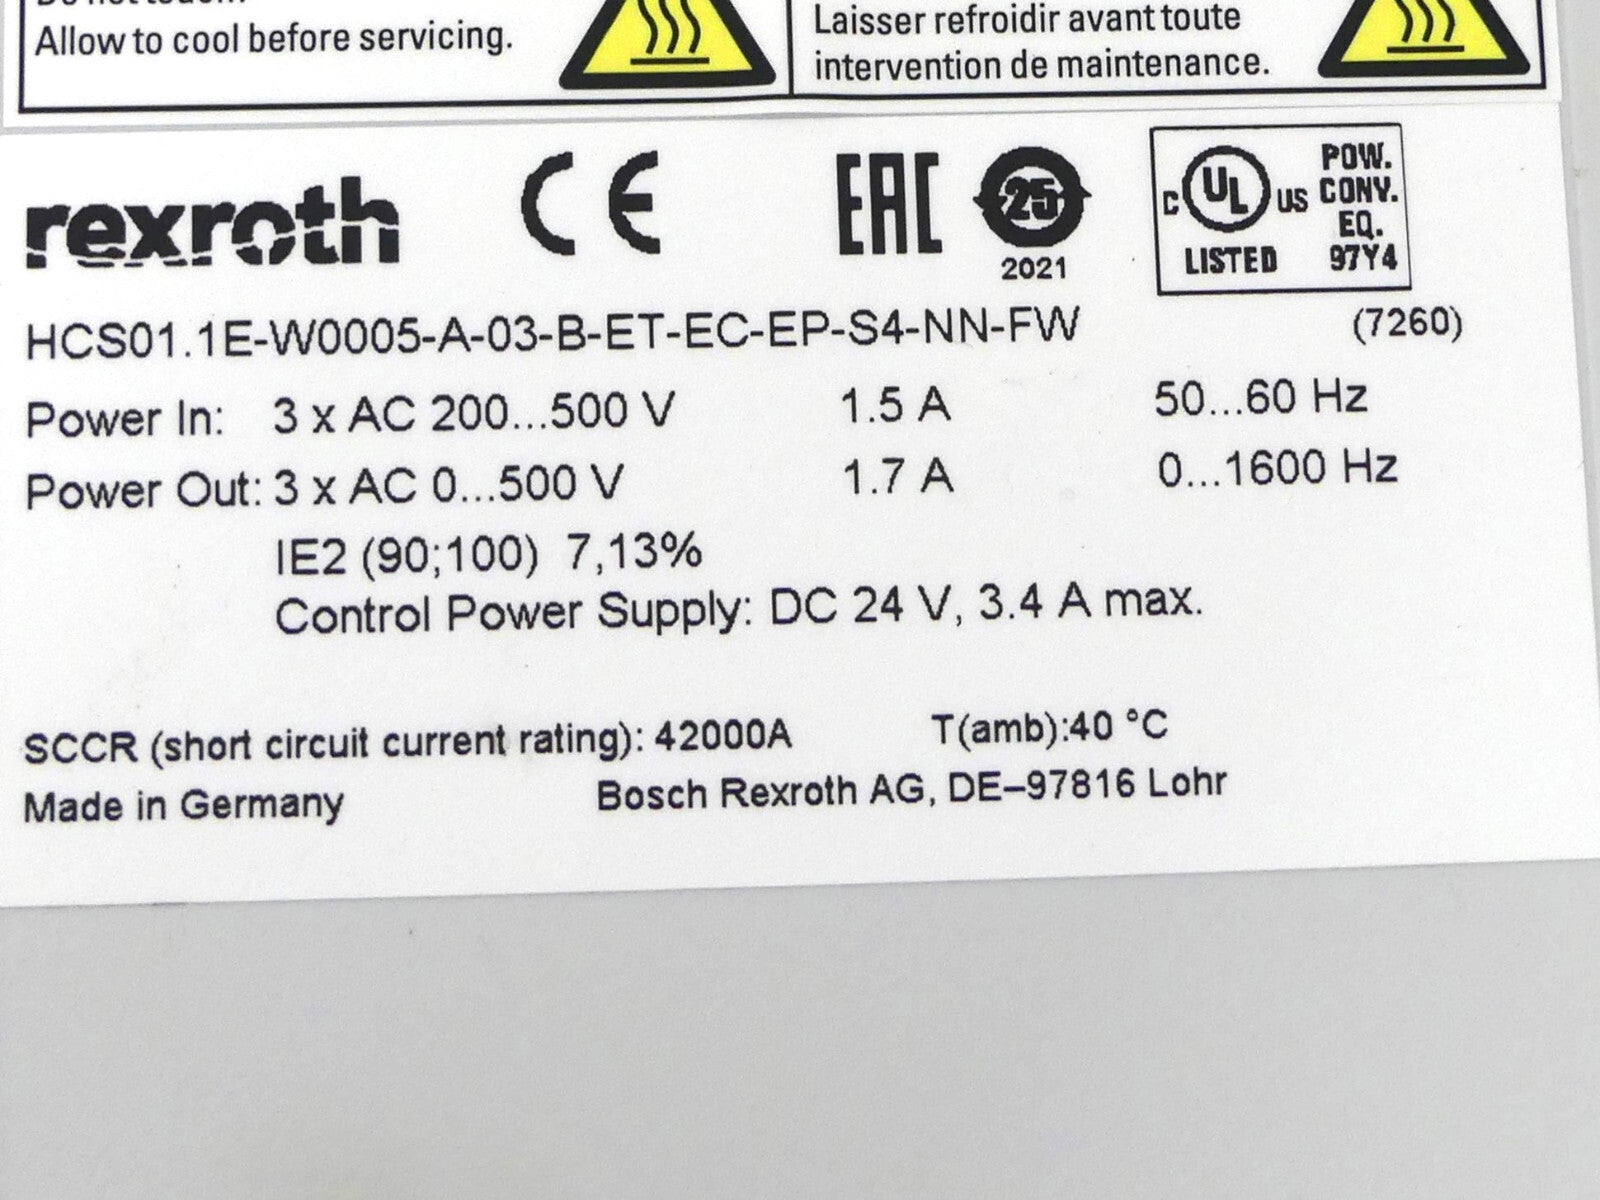 Do not touch.
Allow to cool before servicing.
Laisser refroidir avant toute
intervention de maintenance.
rexroth CE EAC 25 2021
C UL US LISTED POW. CONV. EQ. 97Y4
HCS01.1E-W0005-A-03-B-ET-EC-EP-S4-NN-FW (7260)
Power In: 3 x AC 200...500 V 1.5 A 50...60 Hz
Power Out: 3 x AC 0...500 V 1.7 A 0...1600 Hz
IE2 (90;100) 7,13%
Control Power Supply: DC 24 V, 3.4 A max.
SCCR (short circuit current rating): 42000A T(amb):40 °C
Made in Germany Bosch Rexroth AG, DE–97816 Lohr